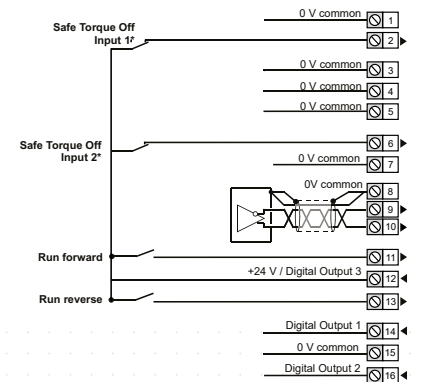 0 V common 1
Safe Torque Off
Input 1* 2
0 V common 3
0 V common 4
0 V common 5
Safe Torque Off
Input 2* 6
0 V common 7
0V common 8
9
10
Run forward 11
+24 V / Digital Output 3 12
Run reverse 13
Digital Output 1 14
0 V common 15
Digital Output 2 16